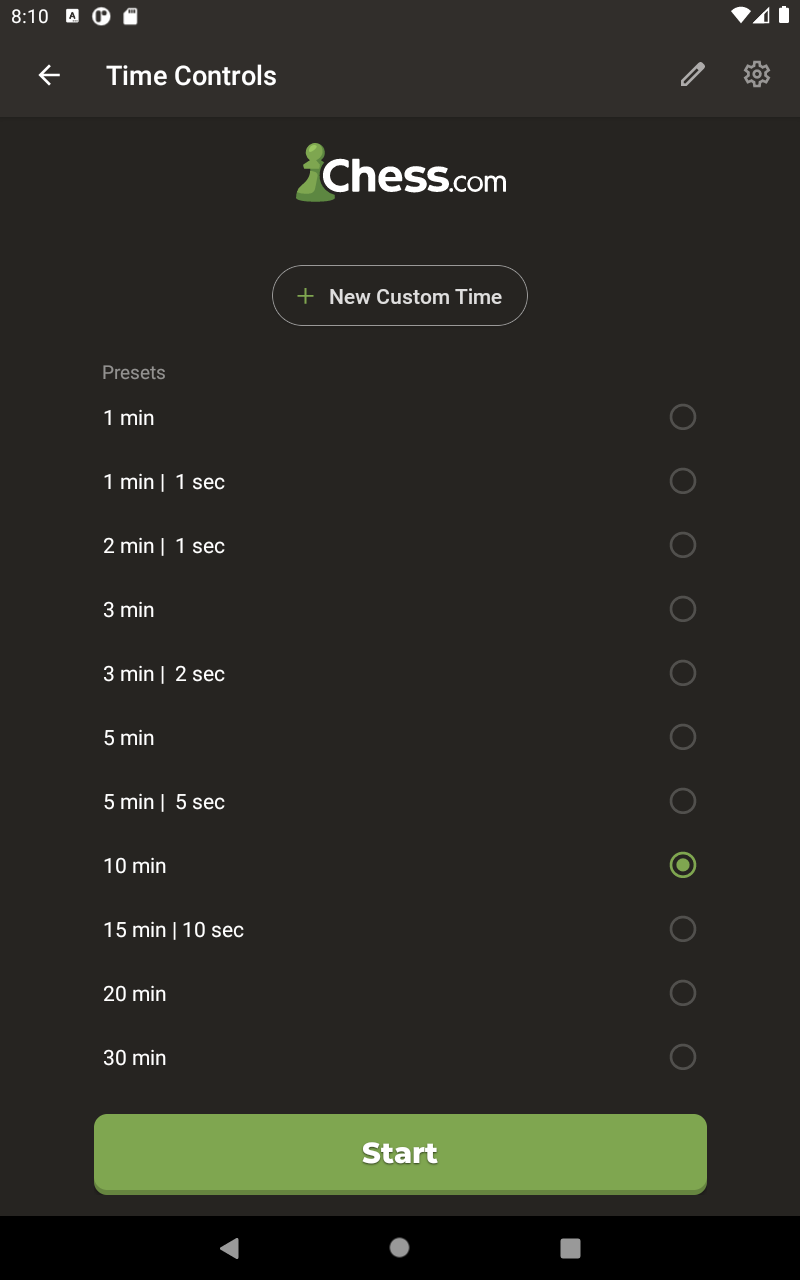 8:10
Time Controls
Chess.com
+ New Custom Time
Presets
1 min
1 min | 1 sec
2 min | 1 sec
3 min
3 min | 2 sec
5 min
5 min | 5 sec
10 min
15 min | 10 sec
20 min
30 min
Start